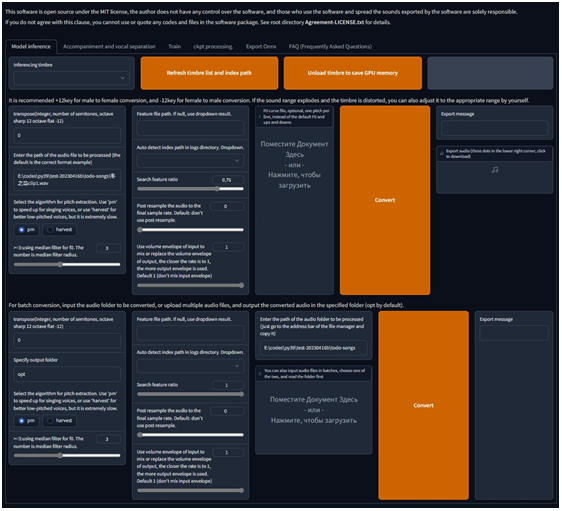 This software is open source under the MIT license, the author does not have any control over the software, and those who use the software and spread the sounds exported by the software are solely responsible.
If you do not agree with this clause, you cannot use or quote any codes and files in the software package. See root directory Agreement-LICENSE.txt for details.
Model inference
Accompaniment and vocal separation
Train
ckpt processing.
Export Onnx
FAQ (Frequently Asked Questions)
Inferencing timbre
Refresh timbre list and index path
Unload timbre to save GPU memory
It is recommended +12key for male to female conversion, and -12key for female to male conversion. If the sound range explodes and the timbre is distorted, you can also adjust it to the appropriate range by yourself.
transpose(integer, number of semitones, octave
sharp 12 octave flat -12)
0
Enter the path of the audio file to be processed (the
default is the correct format example)
E:\codes\py39\test-20230416b\todo-songs\冬
之花clip1.wav
Select the algorithm for pitch extraction. Use 'pm'
to speed up for singing voices, or use 'harvest' for
better low-pitched voices, but it is extremely slow.
pm
harvest
>=3 using median filter for f0. The
number is median filter radius.
3
Feature file path. If null, use dropdown result.
Auto detect index path in logs directory. Dropdown.
Search feature ratio
0,76
Post resample the audio to the
final sample rate. Default: don't
use post resample.
0
Use volume envelope of input to
mix or replace the volume envelope
of output, the closer the rate is to 1,
the more output envelope is used.
Default 1 (don't mix input envelope)
1
F0 curve file, optional, one pitch per
line, instead of the default F0 and
ups and downs
Поместите Документ
Здесь
- или -
Нажмите, чтобы
загрузить
Convert
Export message
Export audio (three dots in the lower right corner, click
to download)
For batch conversion, input the audio folder to be converted, or upload multiple audio files, and output the converted audio in the specified folder (opt by default).
transpose(integer, number of semitones, octave
sharp 12 octave flat -12)
0
Specify output folder
opt
Select the algorithm for pitch extraction. Use 'pm'
to speed up for singing voices, or use 'harvest' for
better low-pitched voices, but it is extremely slow.
pm
harvest
>=3 using median filter for f0. The
number is median filter radius.
3
Feature file path. If null, use dropdown result.
Auto detect index path in logs directory. Dropdown.
Search feature ratio
1
Post resample the audio to the
final sample rate. Default: don't
use post resample.
0
Use volume envelope of input to
mix or replace the volume envelope
of output, the closer the rate is to 1,
the more output envelope is used.
Default 1 (don't mix input envelope)
1
Enter the path of the audio folder to be processed
(just go to the address bar of the file manager and
copy it)
E:\codes\py39\test-20230416b\todo-songs
You can also input audio files in batches, choose one of
the two, and read the folder first
Поместите Документ Здесь
- или -
Нажмите, чтобы загрузить
Convert
Export message